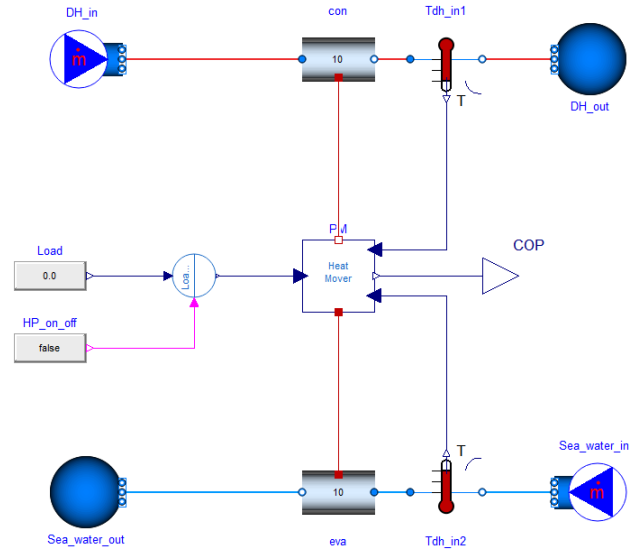 DH_in
con
Tdh_in1
ṁ
10
T
DH_out
PM
COP
Load
0.0
Loa...
Heat
Mover
HP_on_off
false
T
Sea_water_in
10
ṁ
Sea_water_out
eva
Tdh_in2